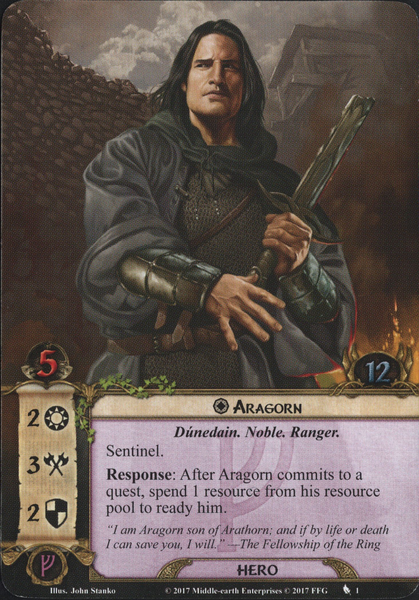 5
12
Aragorn
2
3
2
Dúnedain. Noble. Ranger.
Sentinel.
Response: After Aragorn commits to a
quest, spend 1 resource from his resource
pool to ready him.
"I am Aragorn son of Arathorn; and if by life or death
I can save you, I will." —The Fellowship of the Ring
HERO
Illus. John Stanko
© 2017 Middle-earth Enterprises © 2017 FFG
1